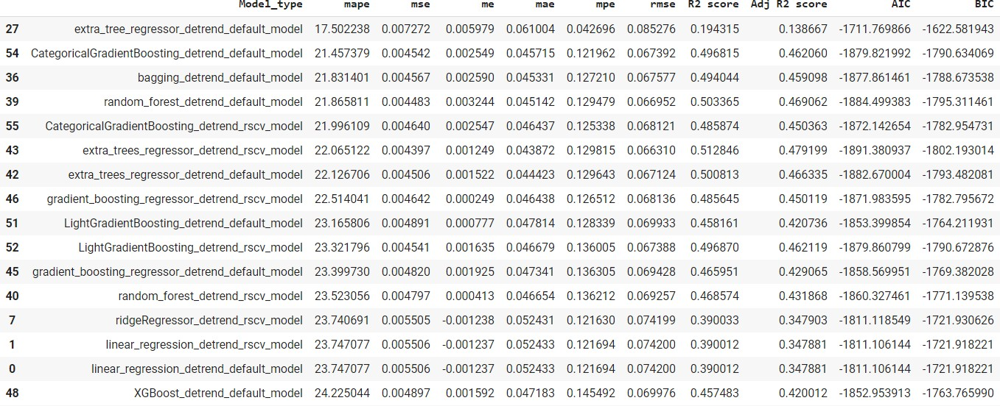 Model_type mape mse me mae mpe rmse R2 score Adj R2 score AIC BIC
27 extra_tree_regressor_detrend_default_model 17.502238 0.007272 0.005979 0.061004 0.042696 0.085276 0.194315 0.138667 -1711.769866 -1622.581943
54 CategoricalGradientBoosting_detrend_default_model 21.457379 0.004542 0.002549 0.045715 0.121962 0.067392 0.496815 0.462060 -1879.821992 -1790.634069
36 bagging_detrend_default_model 21.831401 0.004567 0.002590 0.045331 0.127210 0.067577 0.494044 0.459098 -1877.861461 -1788.673538
39 random_forest_detrend_default_model 21.865811 0.004483 0.003244 0.045142 0.129479 0.066952 0.503365 0.469062 -1884.499383 -1795.311461
55 CategoricalGradientBoosting_detrend_rscv_model 21.996109 0.004640 0.002547 0.046437 0.125338 0.068121 0.485874 0.450363 -1872.142654 -1782.954731
43 extra_trees_regressor_detrend_rscv_model 22.065122 0.004397 0.001249 0.043872 0.129815 0.066310 0.512846 0.479199 -1891.380937 -1802.193014
42 extra_trees_regressor_detrend_default_model 22.126706 0.004506 0.001522 0.044423 0.129643 0.067124 0.500813 0.466335 -1882.670004 -1793.482081
46 gradient_boosting_regressor_detrend_rscv_model 22.514041 0.004642 0.000249 0.046438 0.126512 0.068136 0.485645 0.450119 -1871.983595 -1782.795672
51 LightGradientBoosting_detrend_default_model 23.165806 0.004891 0.000777 0.047814 0.128339 0.069933 0.458161 0.420736 -1853.399854 -1764.211931
52 LightGradientBoosting_detrend_rscv_model 23.321796 0.004541 0.001635 0.046679 0.136005 0.067388 0.496870 0.462119 -1879.860799 -1790.672876
45 gradient_boosting_regressor_detrend_default_model 23.399730 0.004820 0.001925 0.047341 0.136305 0.069428 0.465951 0.429065 -1858.569951 -1769.382028
40 random_forest_detrend_rscv_model 23.523056 0.004797 0.000413 0.046654 0.136212 0.069257 0.468574 0.431868 -1860.327461 -1771.139538
7 ridgeRegressor_detrend_rscv_model 23.740691 0.005505 -0.001238 0.052431 0.121630 0.074199 0.390033 0.347903 -1811.118549 -1721.930626
1 linear_regression_detrend_rscv_model 23.747077 0.005506 -0.001237 0.052433 0.121694 0.074200 0.390012 0.347881 -1811.106144 -1721.918221
0 linear_regression_detrend_default_model 23.747077 0.005506 -0.001237 0.052433 0.121694 0.074200 0.390012 0.347881 -1811.106144 -1721.918221
48 XGBoost_detrend_default_model 24.225044 0.004897 0.001592 0.047183 0.145492 0.069976 0.457483 0.420012 -1852.953913 -1763.765990